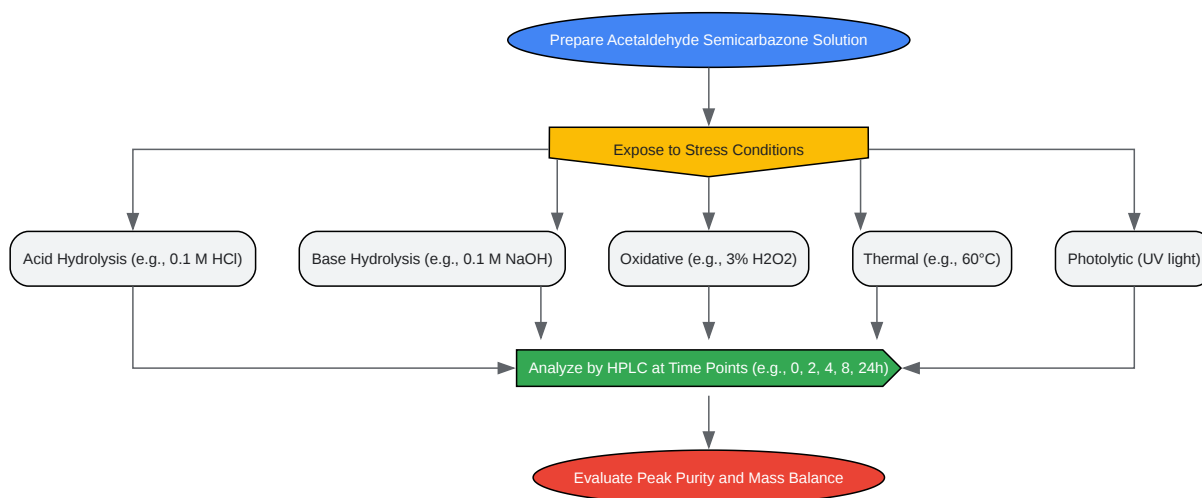 Prepare Acetaldehyde Semicarbazone Solution
Expose to Stress Conditions
Acid Hydrolysis (e.g., 0.1 M HCl)
Base Hydrolysis (e.g., 0.1 M NaOH)
Oxidative (e.g., 3% H2O2)
Thermal (e.g., 60°C)
Photolytic (UV light)
Analyze by HPLC at Time Points (e.g., 0, 2, 4, 8, 24h)
Evaluate Peak Purity and Mass Balance